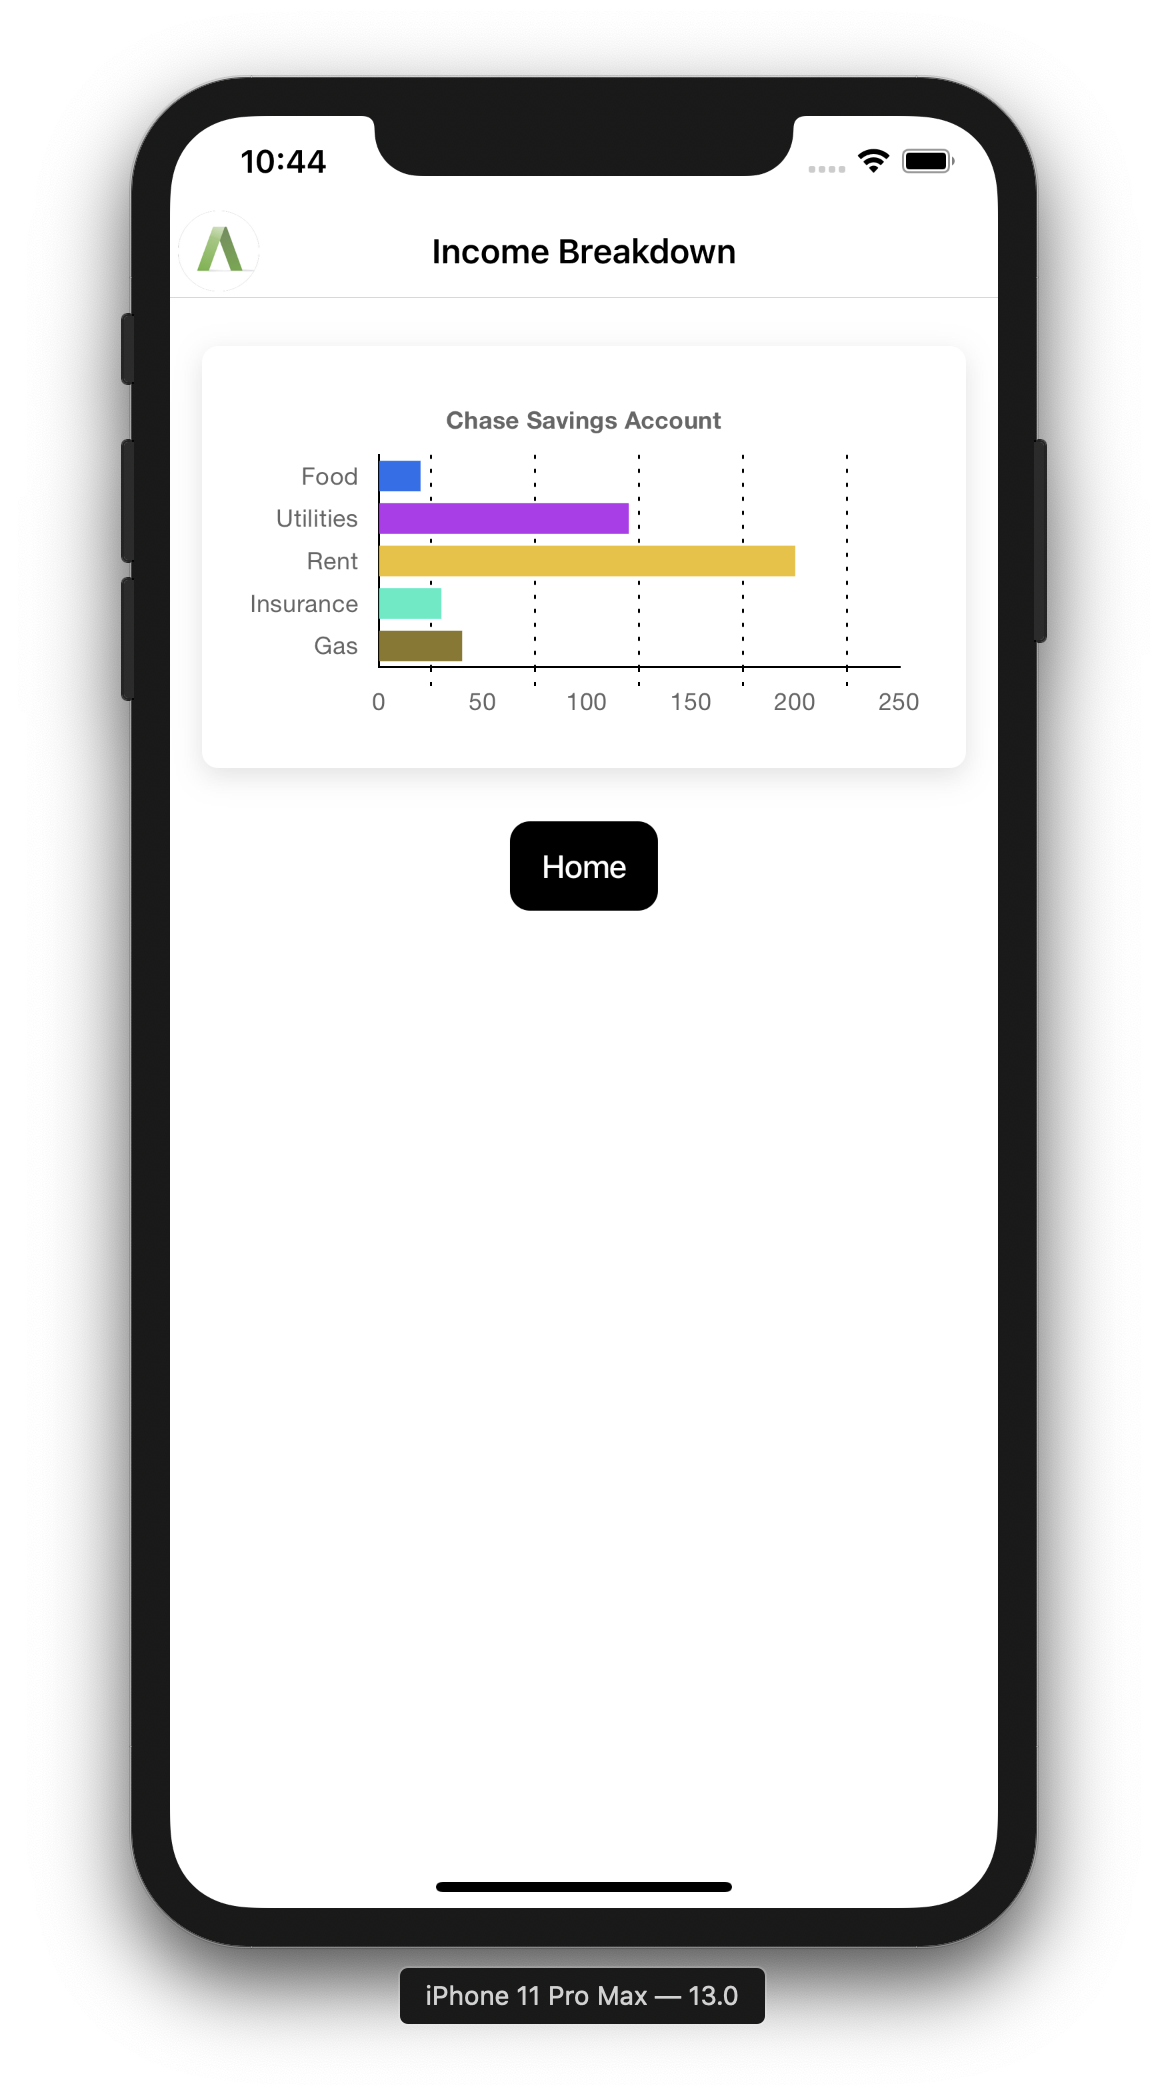 10:44
Income Breakdown
Chase Savings Account
Food
Utilities
Rent
Insurance
Gas
0 50 100 150 200 250
Home
iPhone 11 Pro Max — 13.0